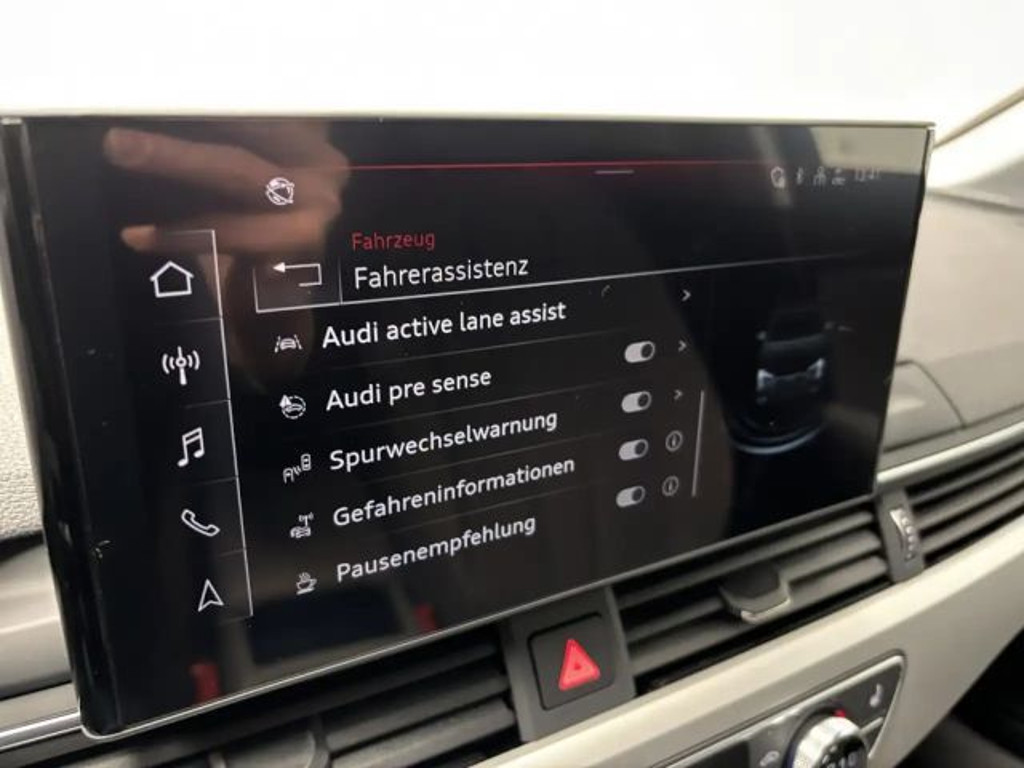 Fahrzeug
Fahrerassistenz
Audi active lane assist
Audi pre sense
Spurwechselwarnung
Gefahreninformationen
Pausenempfehlung